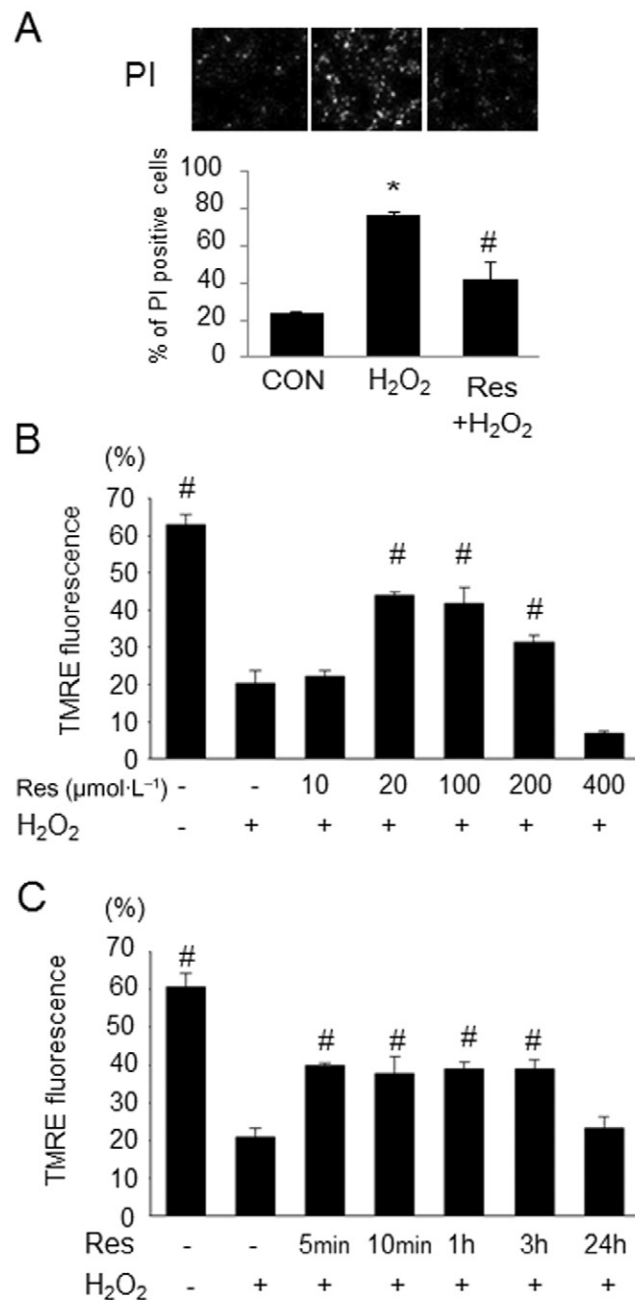 A
PI
% of PI positive cells
100
80
60
40
20
0
*
#
CON
H₂O₂
Res
+H₂O₂
B
(%)
TMRE fluorescence
70
60
50
40
30
20
10
0
# # # #
Res (μmol·L⁻¹) - - 10 20 100 200 400
H₂O₂ - + + + + + +
C
(%)
TMRE fluorescence
70
60
50
40
30
20
10
0
# # # # #
Res - - 5min 10min 1h 3h 24h
H₂O₂ - + + + + + +